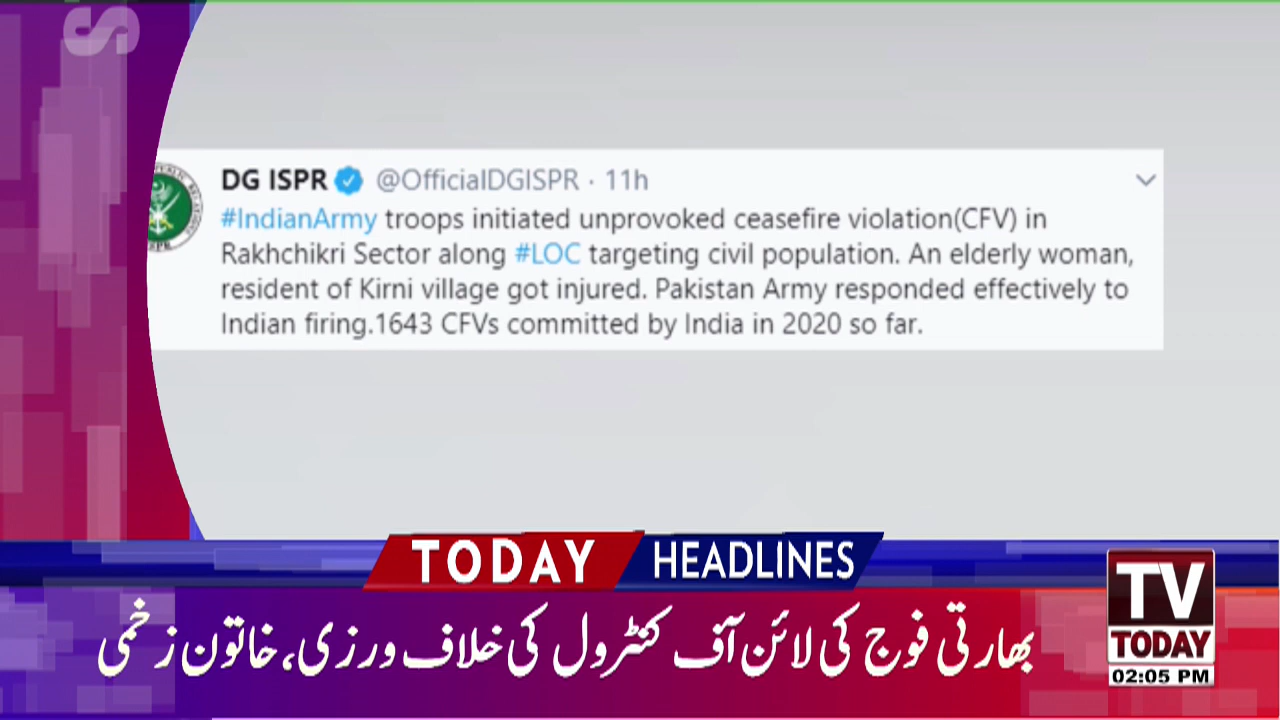 S
DG ISPR @OfficialDGISPR · 11h
#IndianArmy troops initiated unprovoked ceasefire violation(CFV) in
Rakhchikri Sector along #LOC targeting civil population. An elderly woman,
resident of Kirni village got injured. Pakistan Army responded effectively to
Indian firing.1643 CFVs committed by India in 2020 so far.
TODAY HEADLINES
بھارتی فوج کی لائن آف کنٹرول کی خلاف ورزی، خاتون زخمی
TV
TODAY
02:05 PM